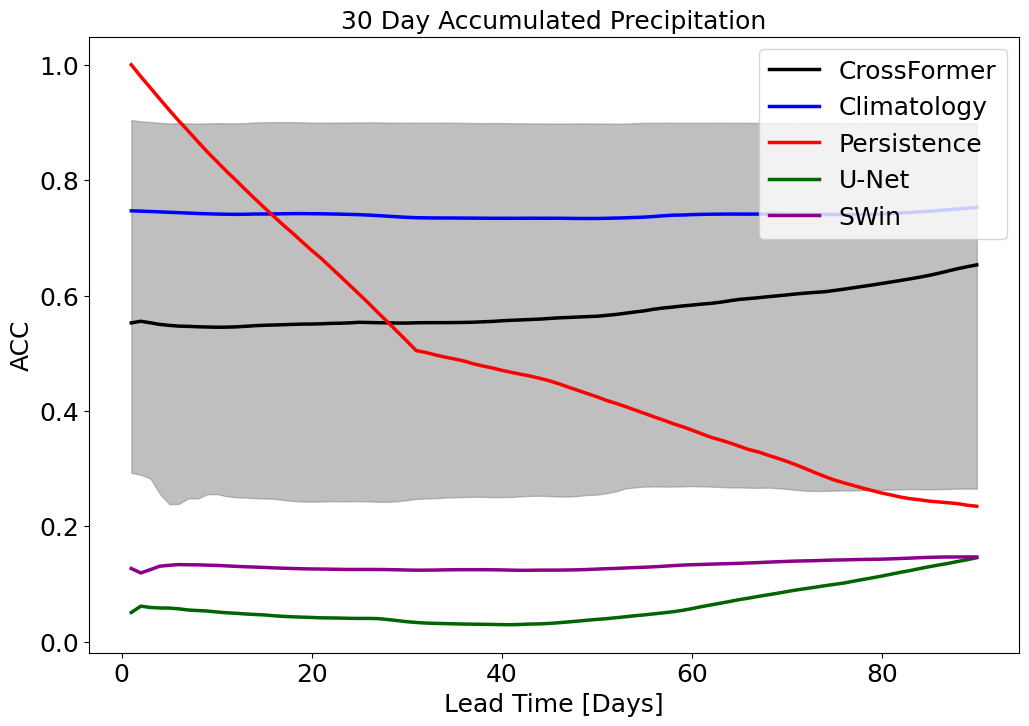 30 Day Accumulated Precipitation
1.0
0.8
0.6
0.4
0.2
0.0
ACC
CrossFormer
Climatology
Persistence
U-Net
SWin
0 20 40 60 80
Lead Time [Days]